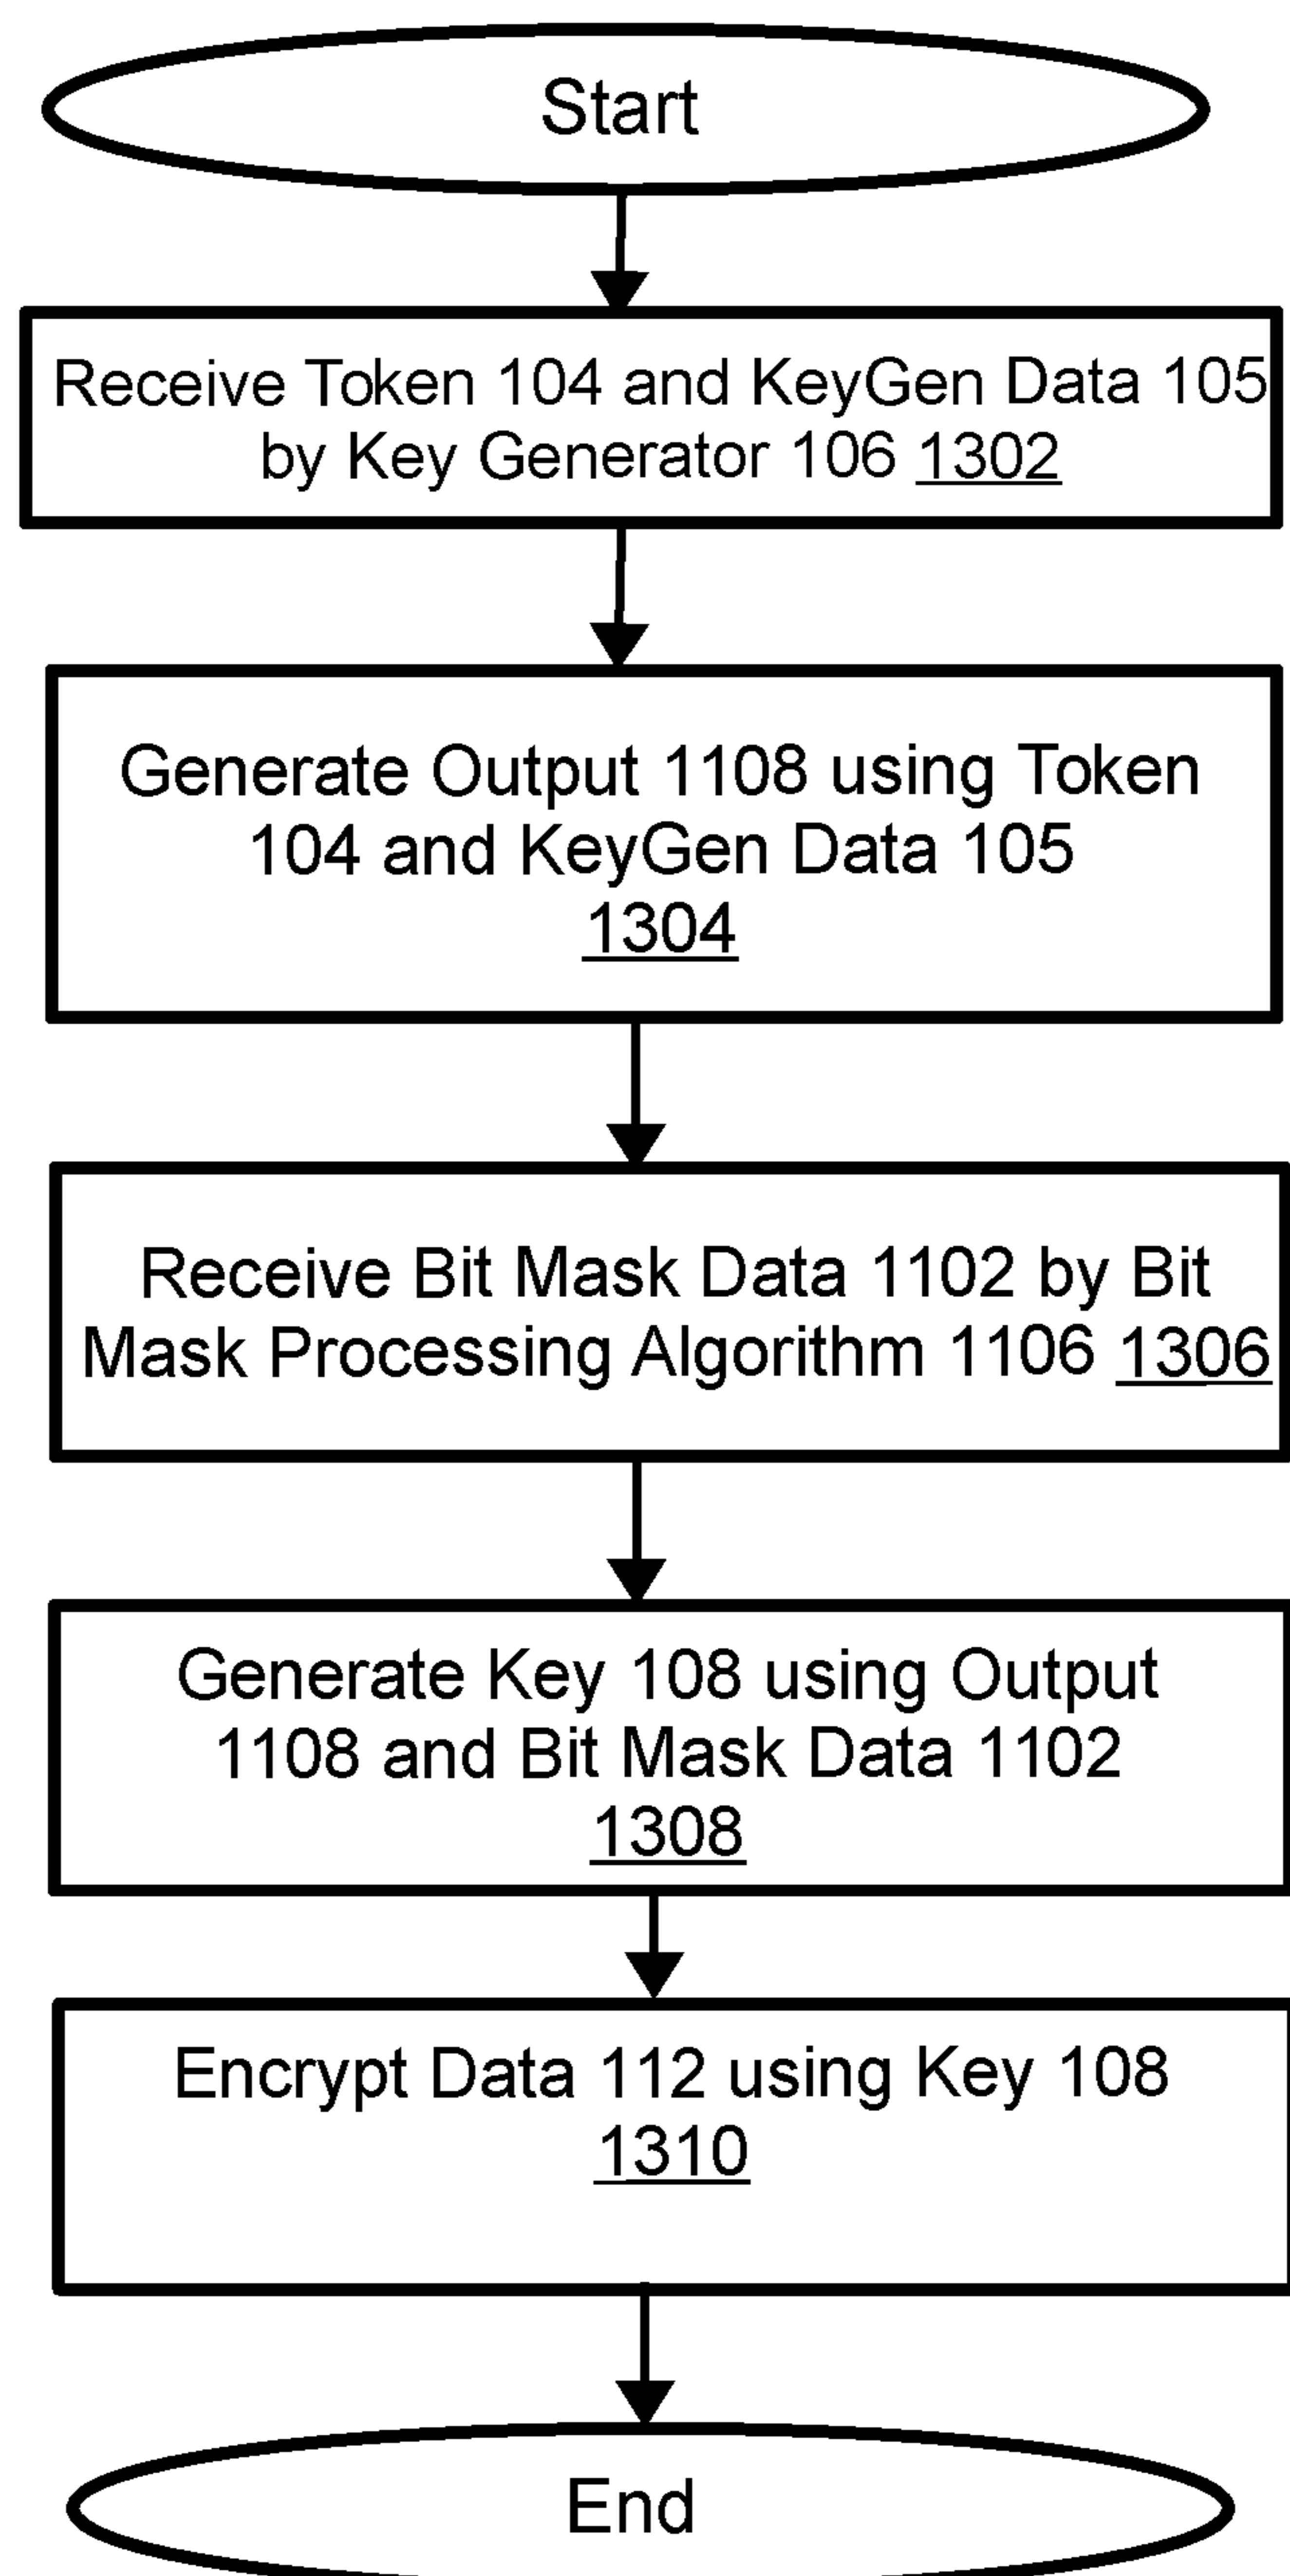 Start
Receive Token 104 and KeyGen Data 105
by Key Generator 106 1302
Generate Output 1108 using Token
104 and KeyGen Data 105
1304
Receive Bit Mask Data 1102 by Bit
Mask Processing Algorithm 1106 1306
Generate Key 108 using Output
1108 and Bit Mask Data 1102
1308
Encrypt Data 112 using Key 108
1310
End